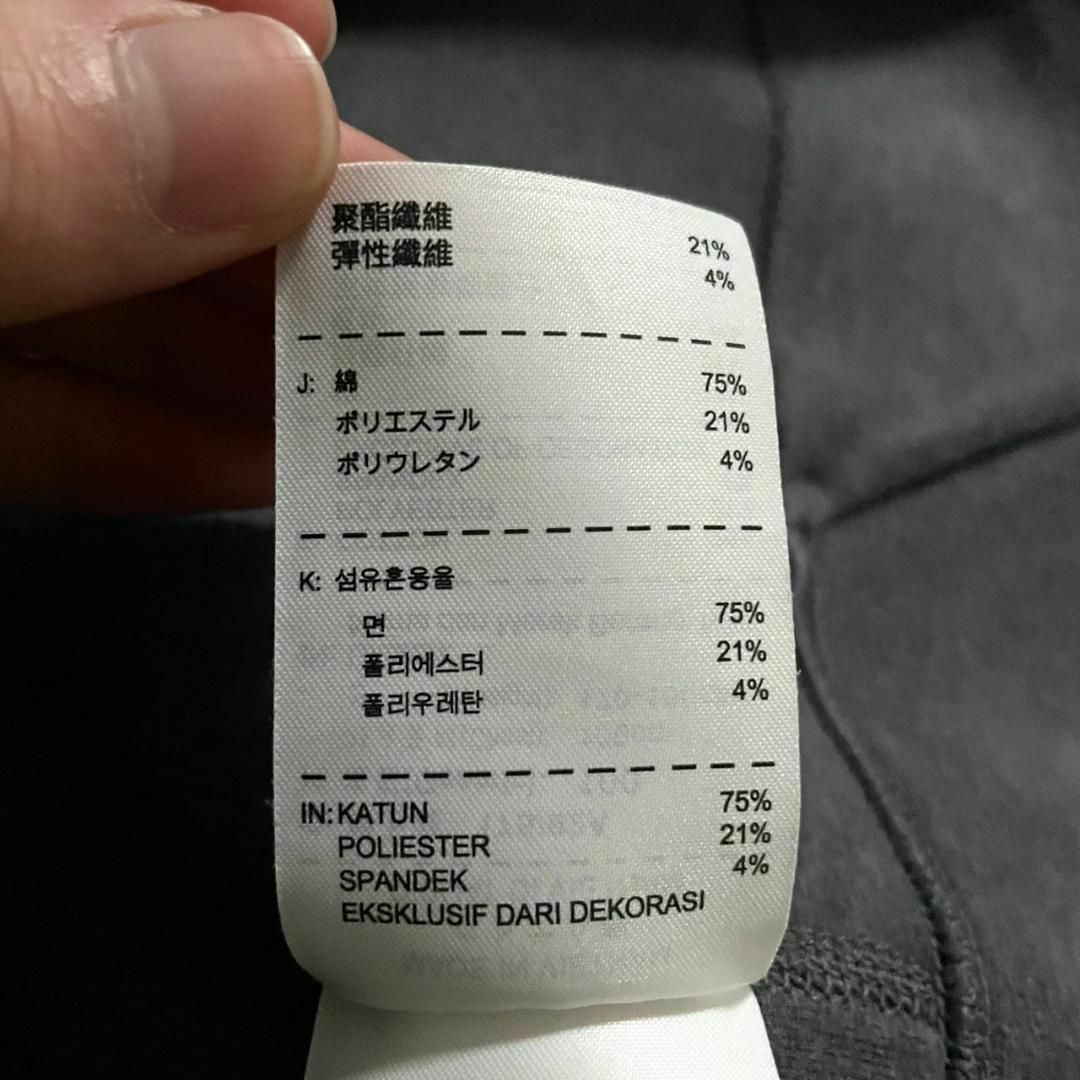 聚酯纖維 21%
彈性纖維 4%
J: 綿 75%
ポリエステル 21%
ポリウレタン 4%
K: 섬유혼용율
면 75%
폴리에스터 21%
폴리우레탄 4%
IN: KATUN 75%
POLIESTER 21%
SPANDEK 4%
EKSKLUSIF DARI DEKORASI